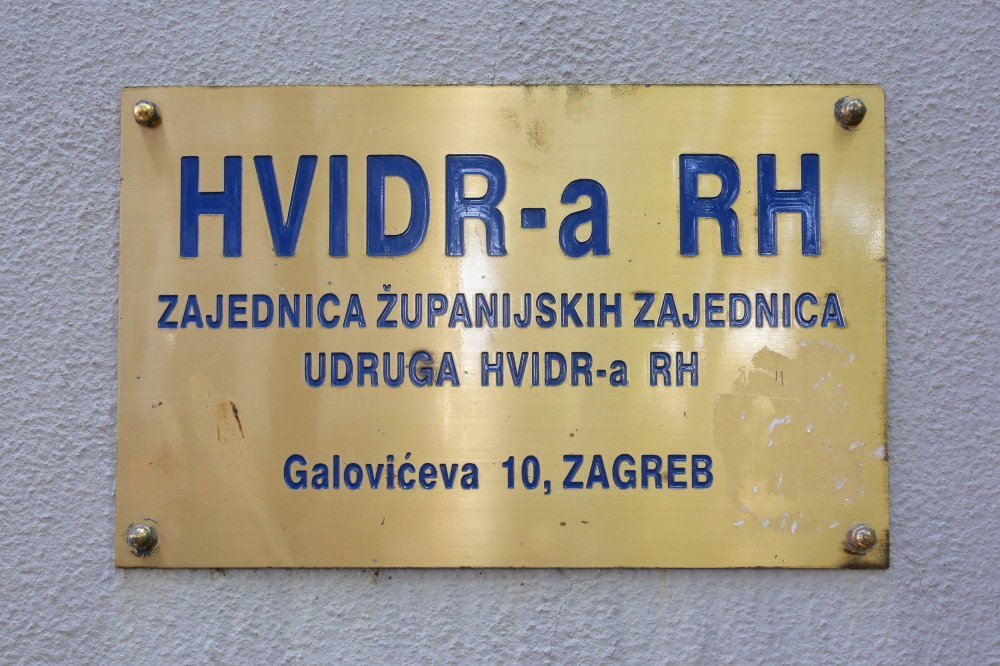 HVIDR-a RH
ZAJEDNICA ŽUPANIJSKIH ZAJEDNICA
UDRUGA HVIDR-a RH
Galovićeva 10, ZAGREB